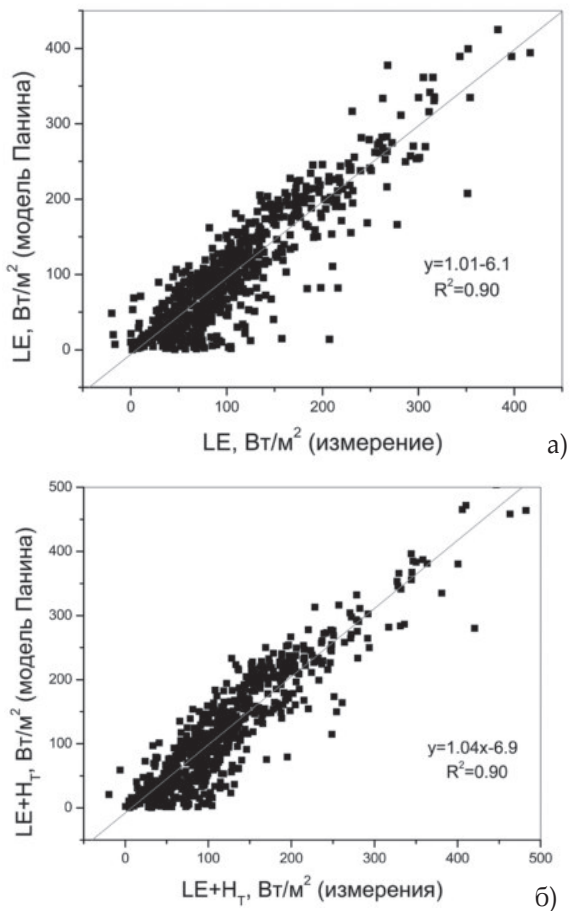 400
300
200
100
0
LE, Вт/м² (модель Панина)
y=1.01-6.1
R²=0.90
0 100 200 300 400
LE, Вт/м² (измерение)
а)
500
400
300
200
100
0
LE+Hт, Вт/м² (модель Панина)
y=1.04x-6.9
R²=0.90
0 100 200 300 400 500
LE+Hт, Вт/м² (измерения)
б)